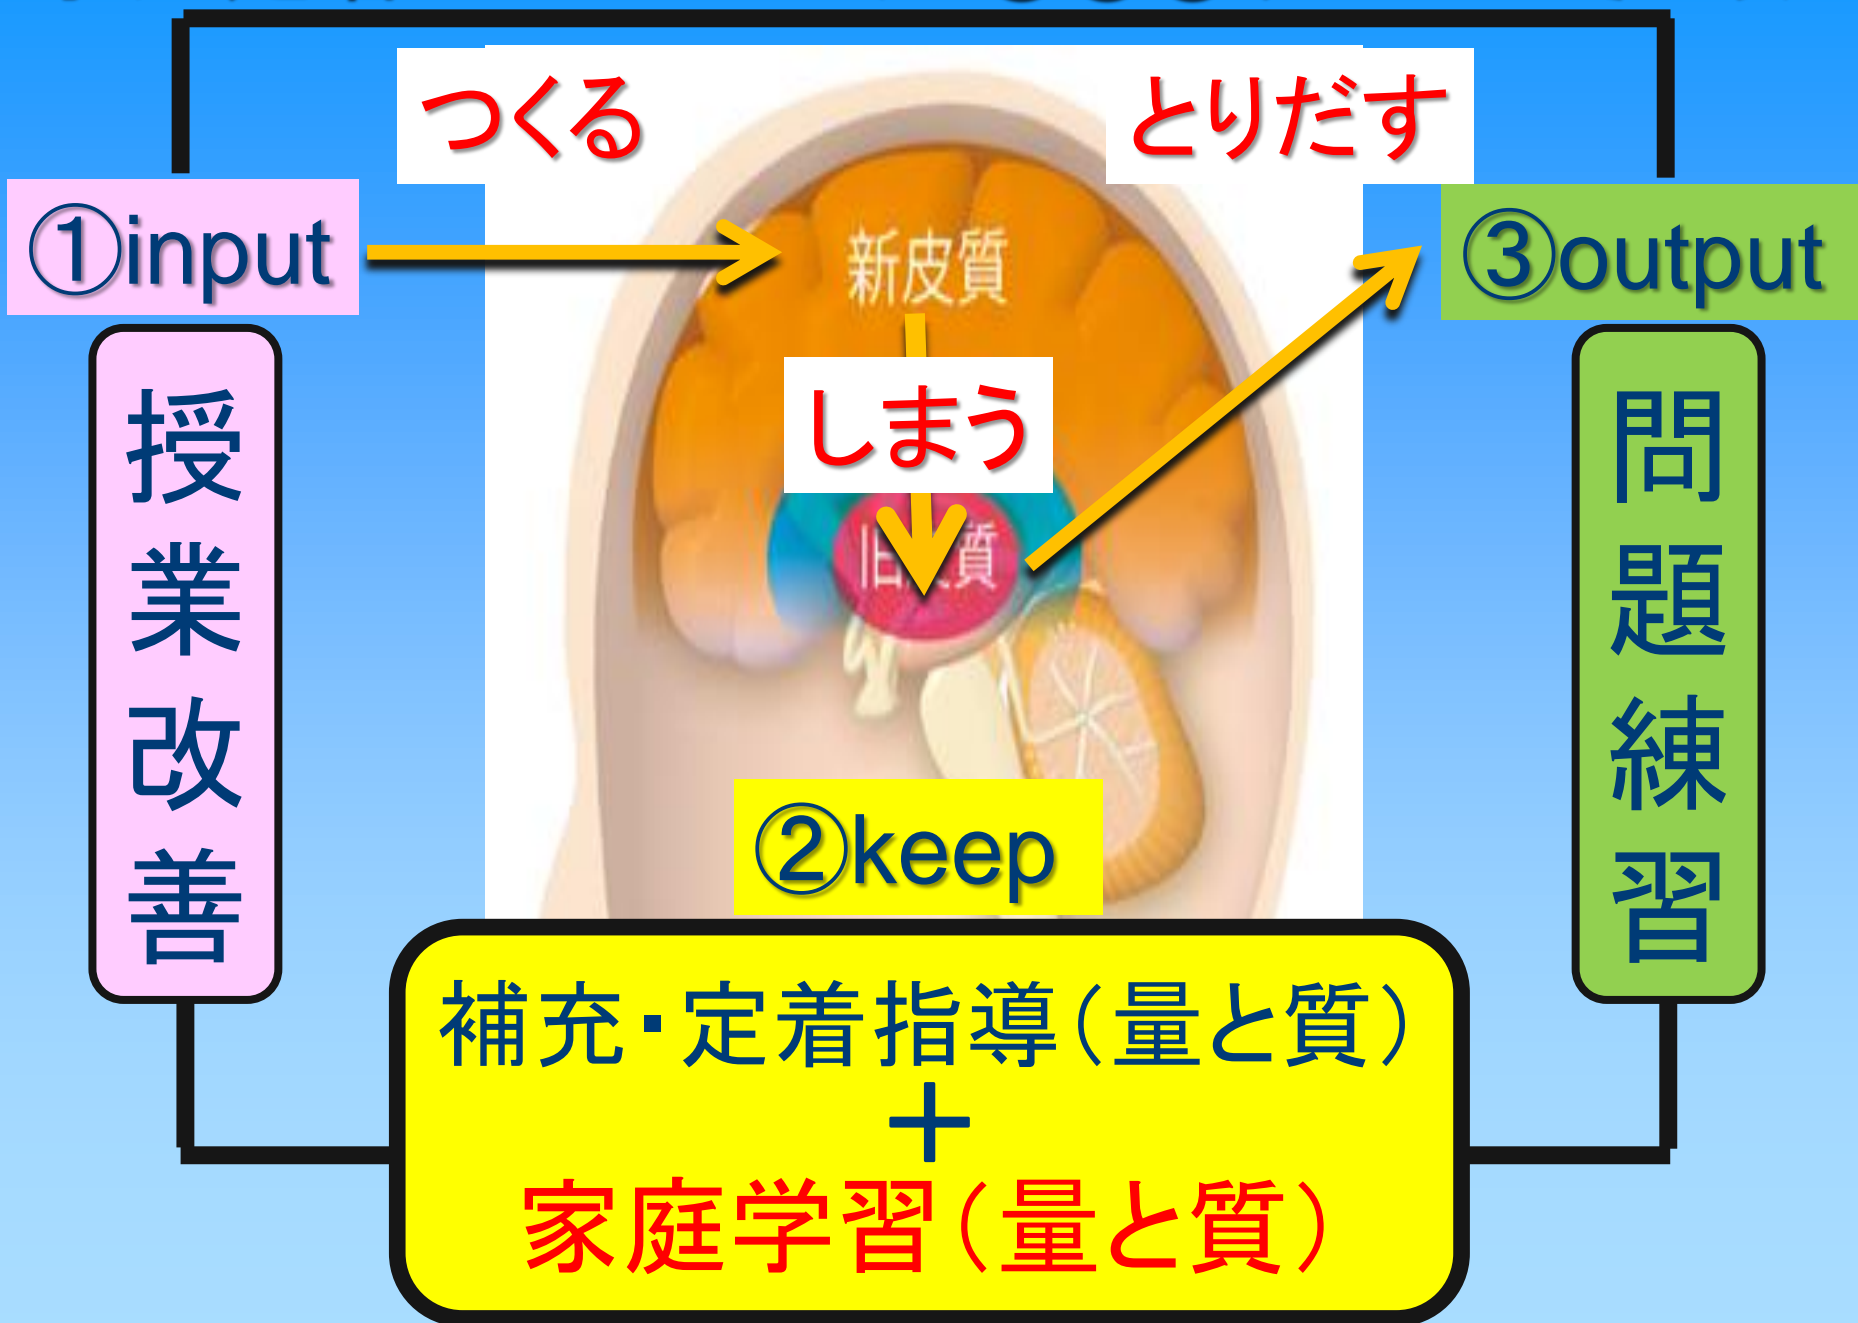 つくる
とりだす
①input
新皮質
③output
しまう
授業改善
問題練習
②keep
補充・定着指導（量と質）
＋
家庭学習（量と質）